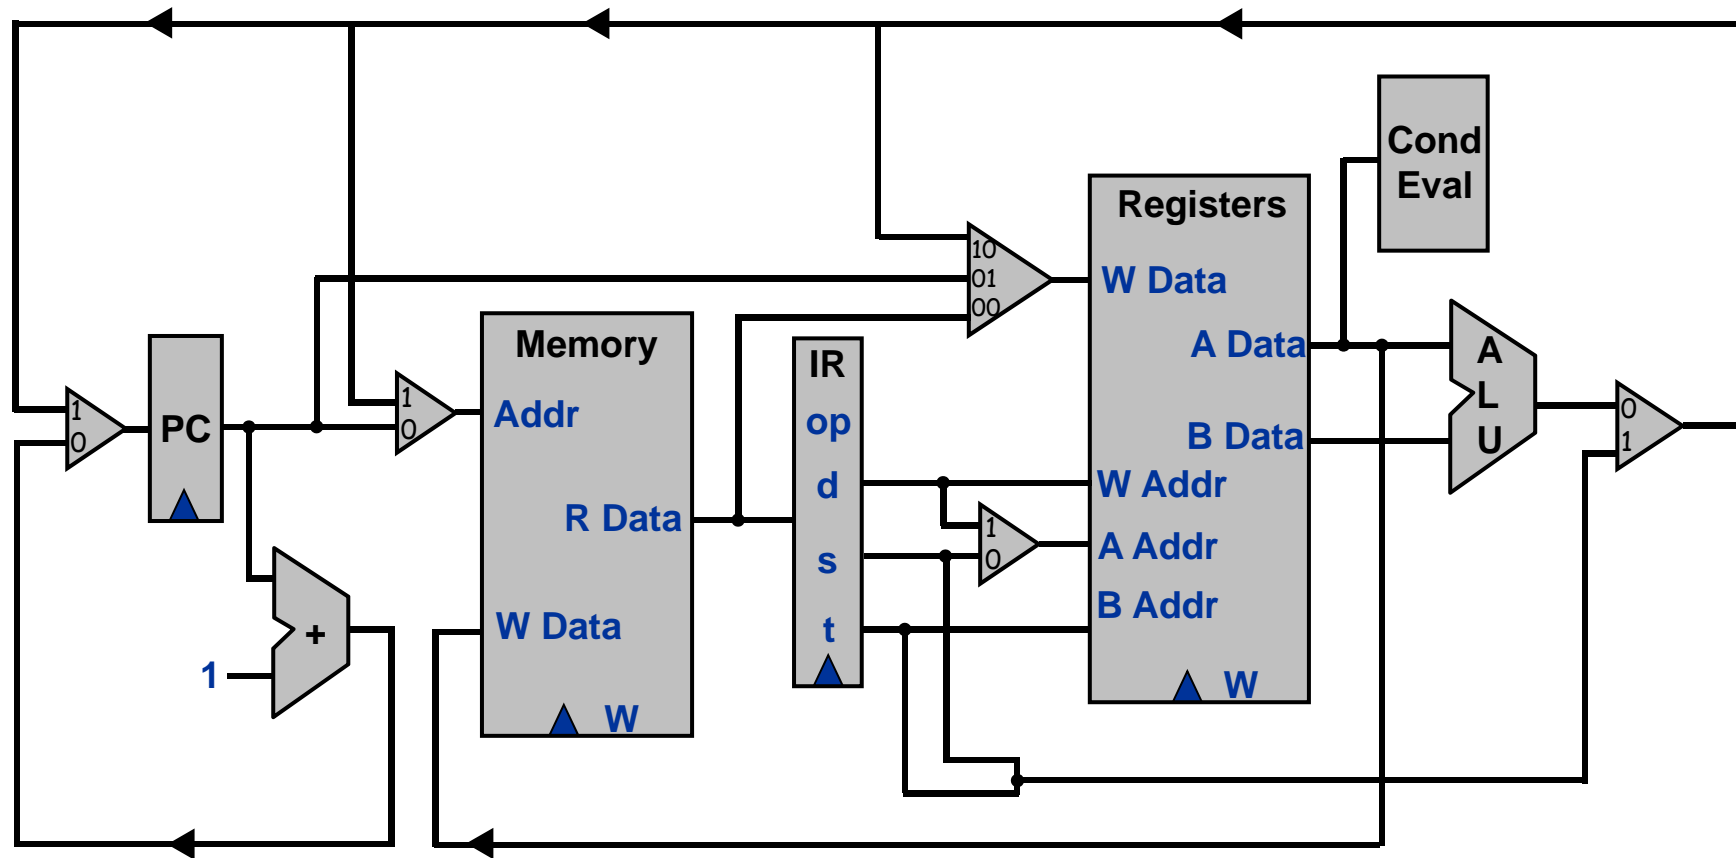 Cond
Eval
Registers
W Data
A Data
B Data
W Addr
A Addr
B Addr
W
10
01
00
Memory
Addr
R Data
W Data
W
IR
op
d
s
t
1
0
PC
1
0
+
1
1
0
A
L
U
0
1